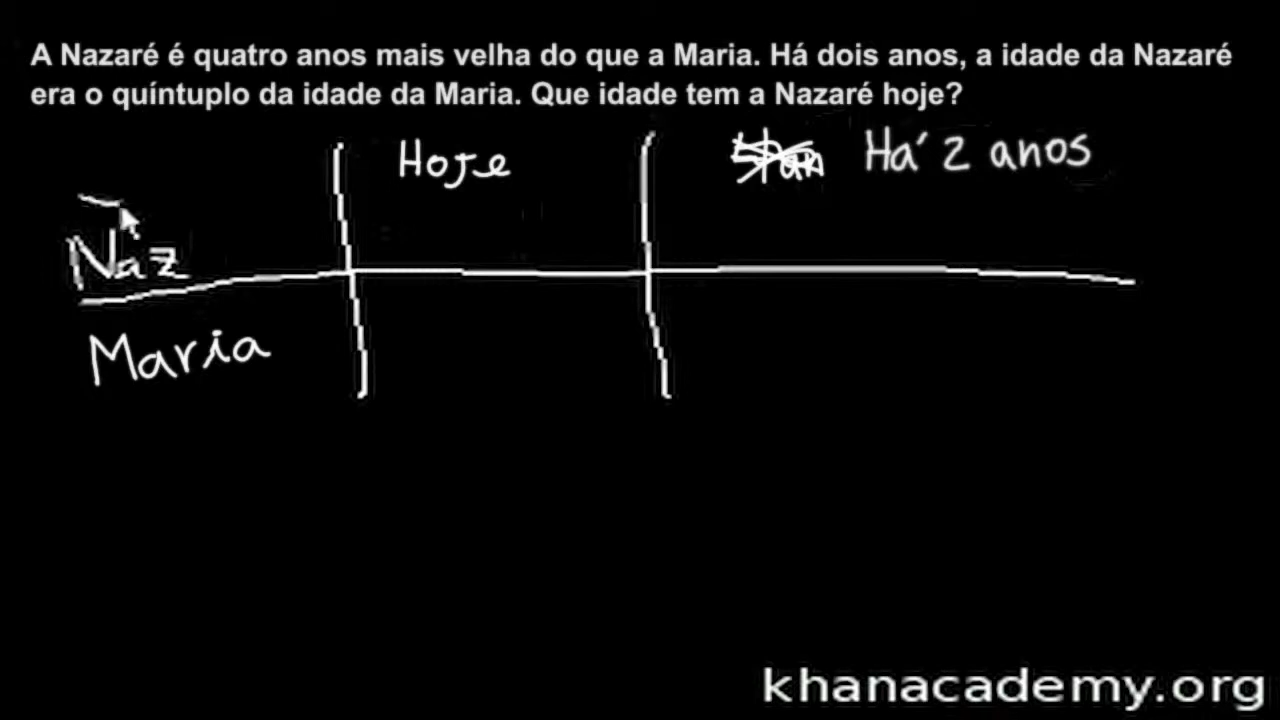 A Nazaré é quatro anos mais velha do que a Maria. Há dois anos, a idade da Nazaré
era o quíntuplo da idade da Maria. Que idade tem a Nazaré hoje?
Hoje Há 2 anos
Naz
Maria
khanacademy.org